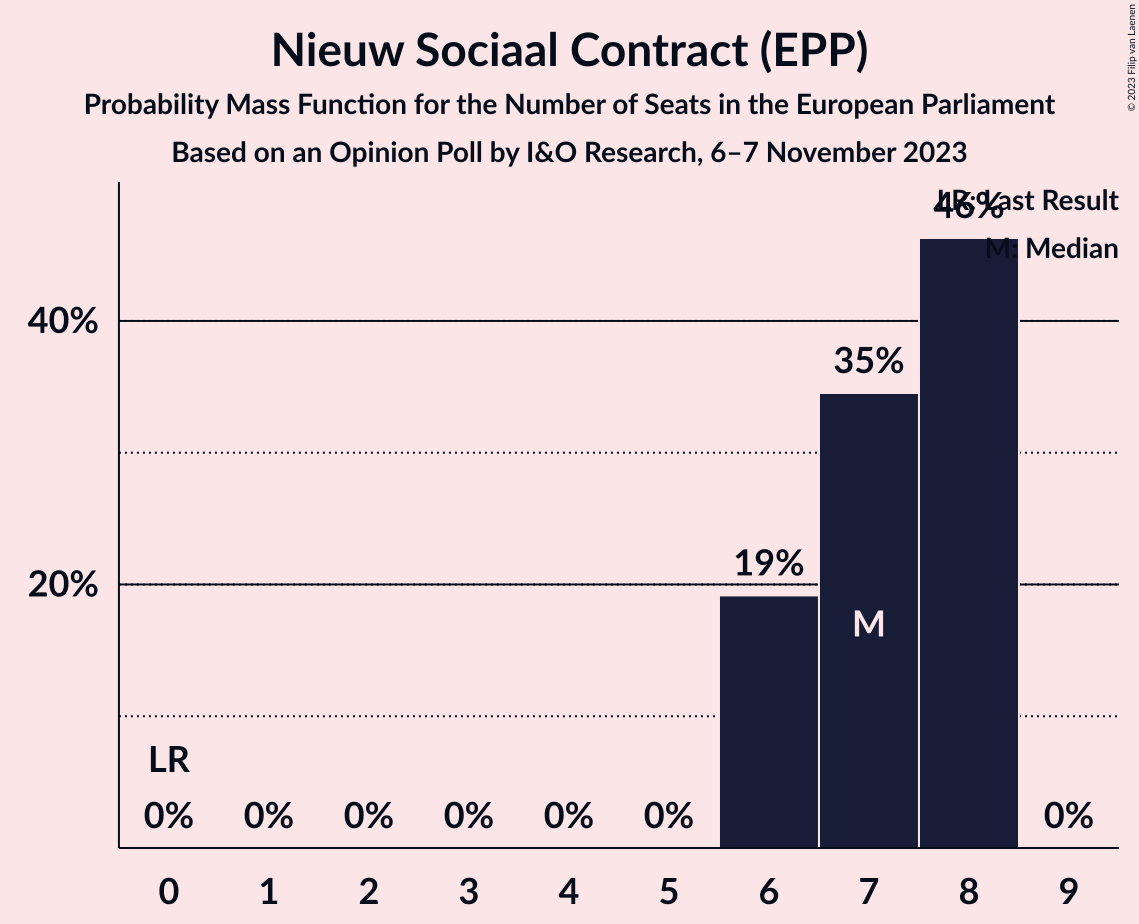 Nieuw Sociaal Contract (EPP)
Probability Mass Function for the Number of Seats in the European Parliament
Based on an Opinion Poll by I&O Research, 6–7 November 2023
© 2023 Filip van Laenen
LR: Last Result
M: Median
46%
40%
35%
19%
20%
M
LR
0% 0% 0% 0% 0% 0% 0%
0 1 2 3 4 5 6 7 8 9